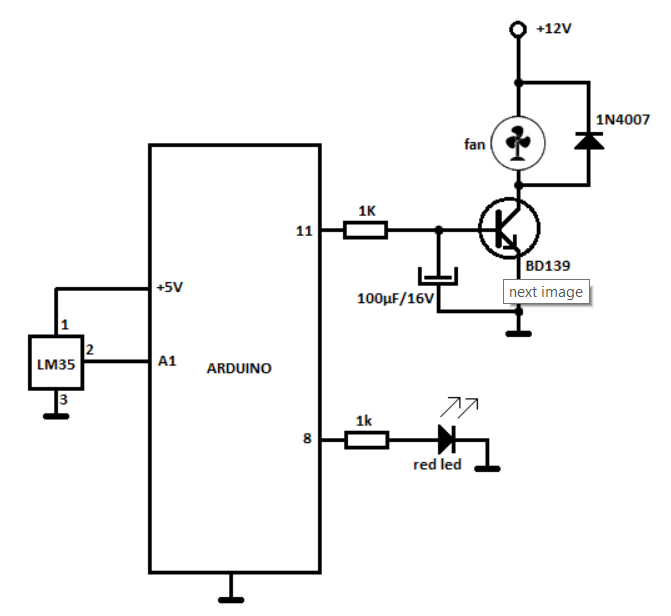 +12V
1N4007
fan
1K
11
BD139
+5V
next image
100µF/16V
1
2
LM35
A1
ARDUINO
3
1k
8
red led